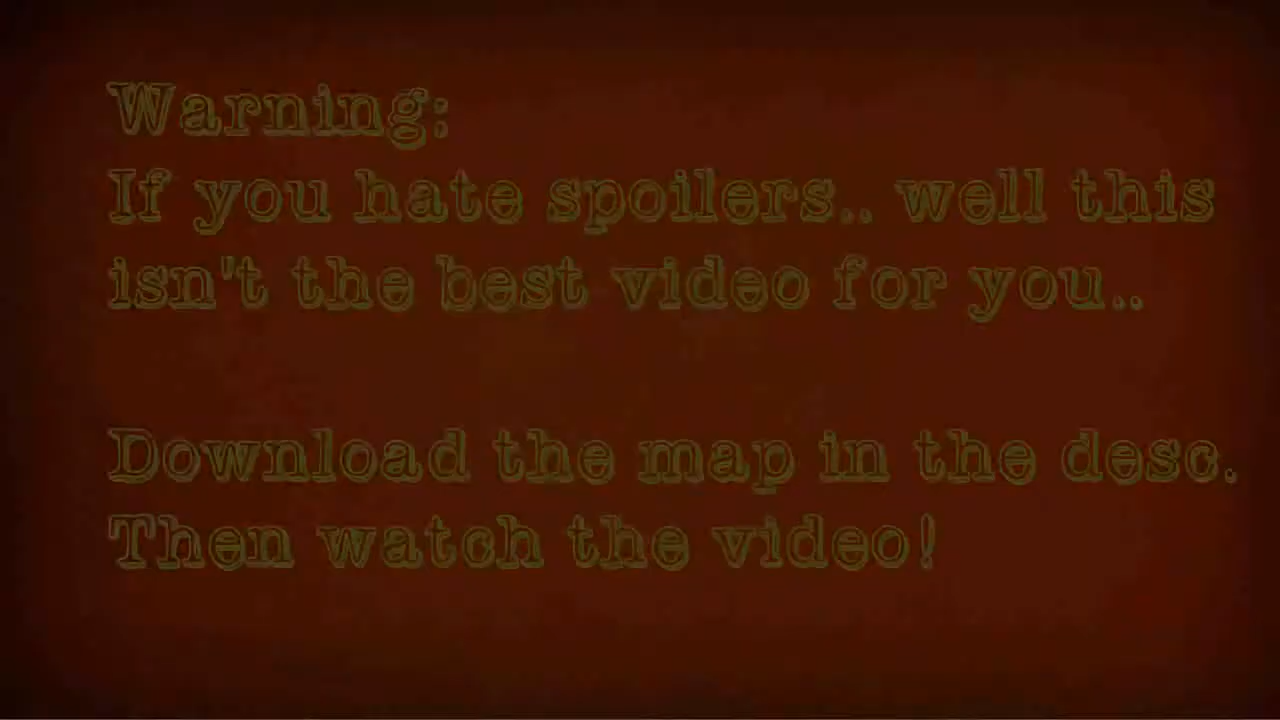 Warning:
If you hate spoilers.. well this
isn't the best video for you..
Download the map in the desc.
Then watch the video!